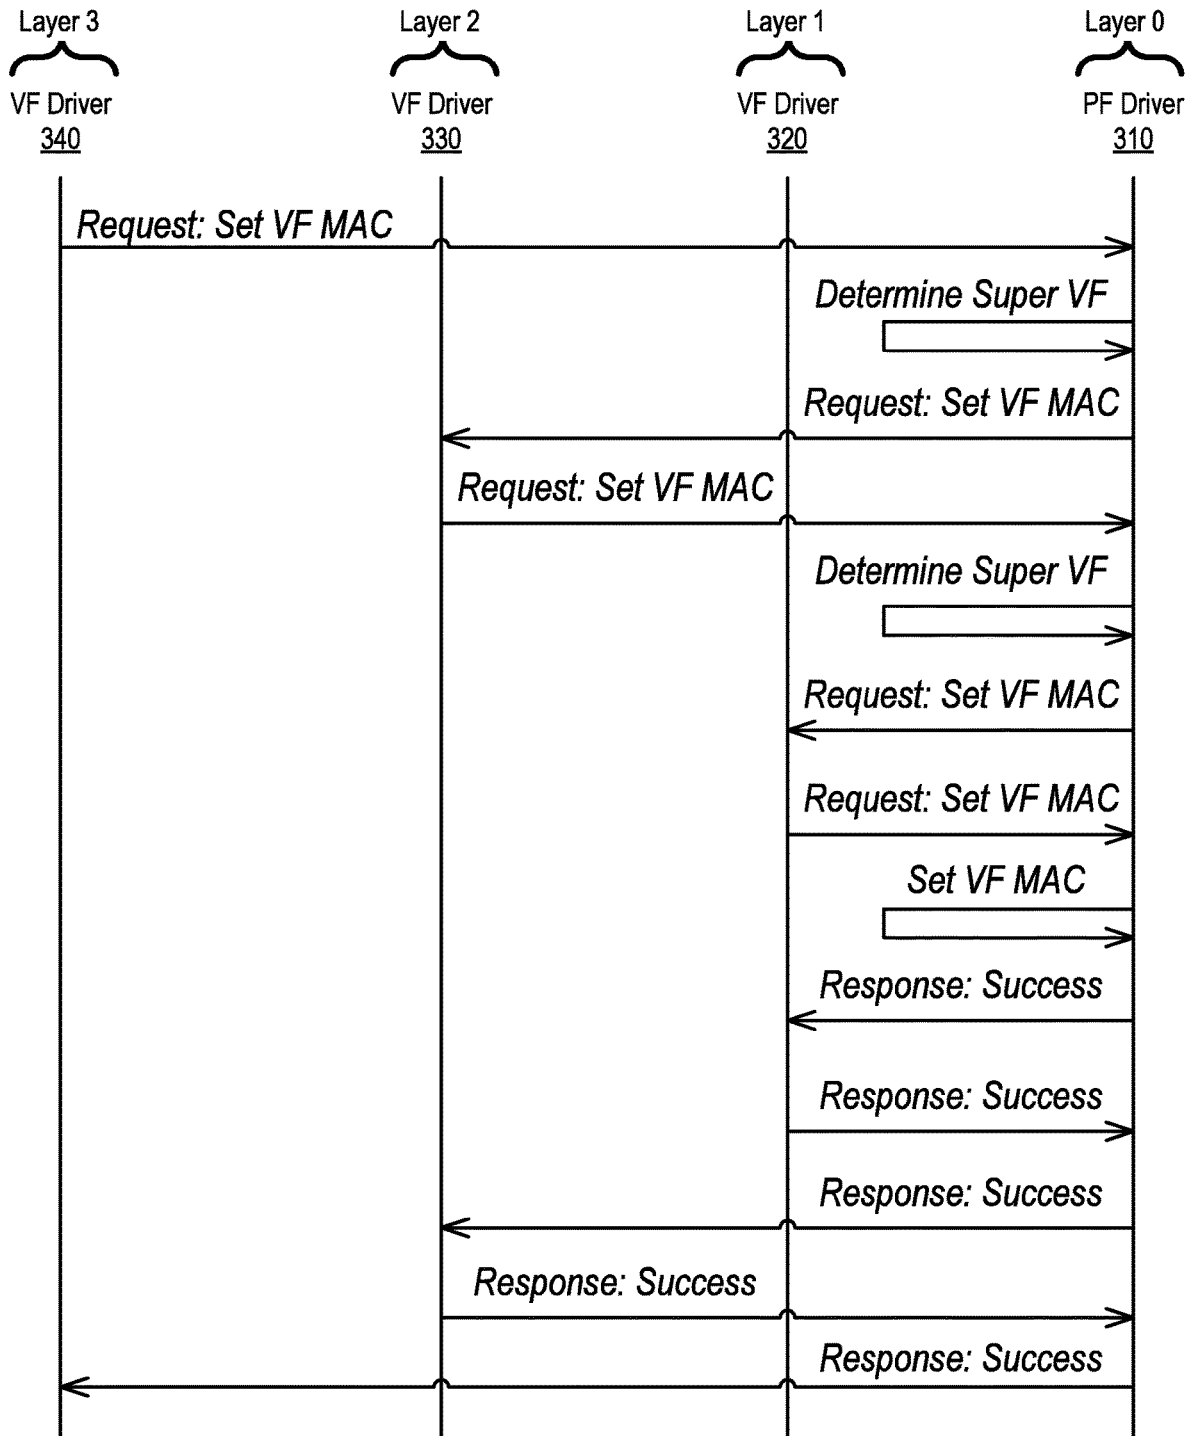 Layer 3 Layer 2 Layer 1 Layer 0
VF Driver VF Driver VF Driver PF Driver
340 330 320 310
Request: Set VF MAC
Determine Super VF
Request: Set VF MAC
Request: Set VF MAC
Determine Super VF
Request: Set VF MAC
Request: Set VF MAC
Set VF MAC
Response: Success
Response: Success
Response: Success
Response: Success
Response: Success